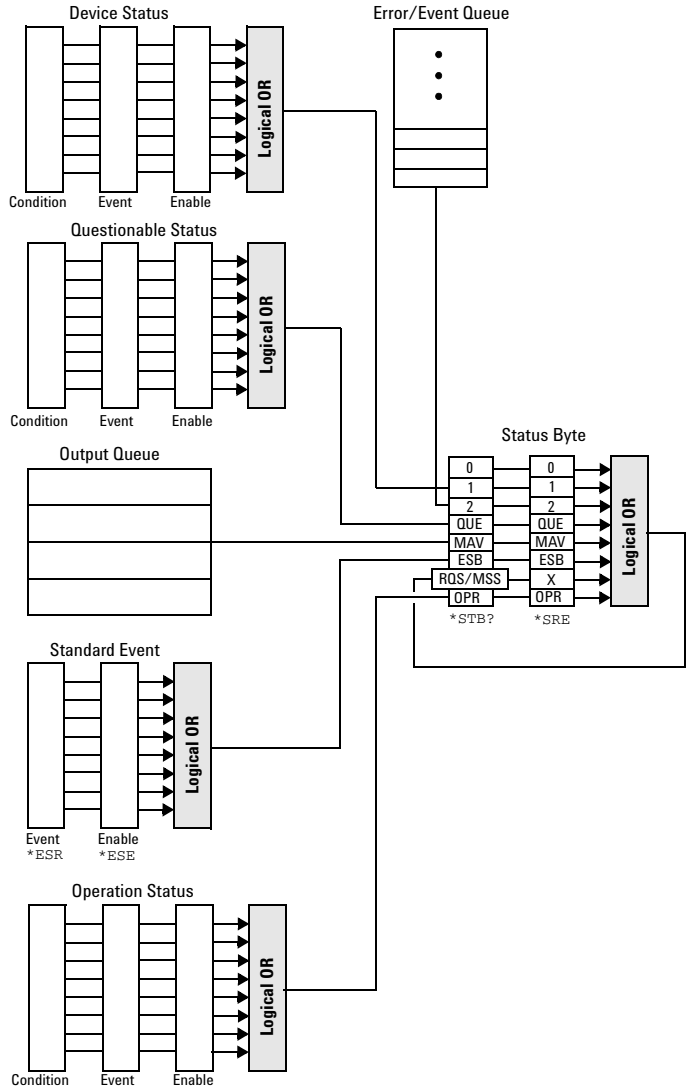 Device Status
Logical OR
Condition Event Enable
Error/Event Queue
Questionable Status
Logical OR
Condition Event Enable
Output Queue
Status Byte
0 0
1 1
2 2
QUE QUE
MAV MAV
ESB ESB
RQS/MSS X
OPR OPR
*STB? *SRE
Logical OR
Standard Event
Logical OR
Event Enable
*ESR *ESE
Operation Status
Logical OR
Condition Event Enable